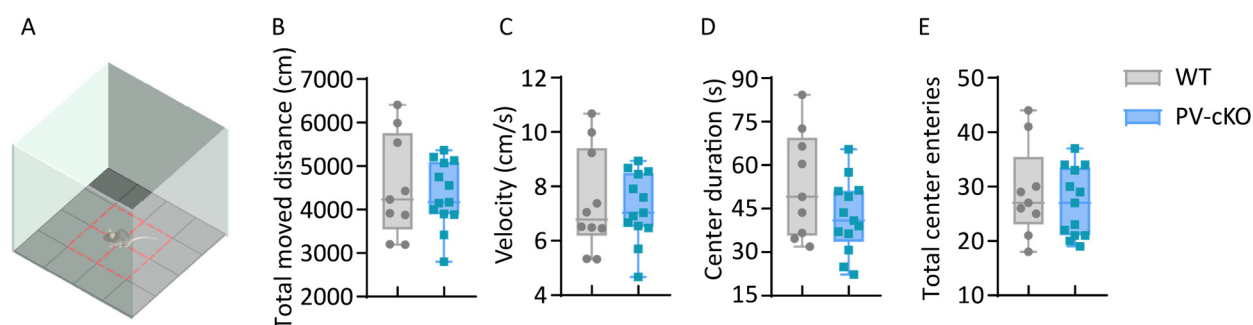 A
B
C
D
E
Total moved distance (cm)
7000
6000
5000
4000
3000
2000
Velocity (cm/s)
12
10
8
6
4
Center duration (s)
90
75
60
45
30
15
Total center enteries
50
40
30
20
10
WT
PV-cKO